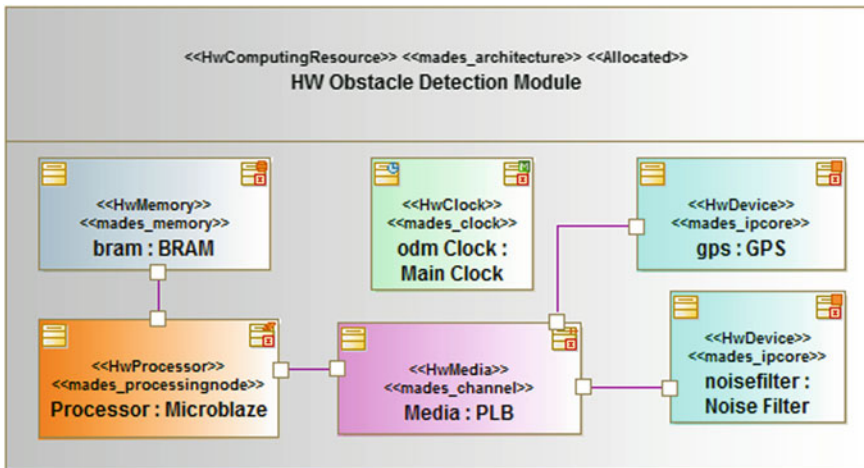 <<HwComputingResource>> <<mades_architecture>> <<Allocated>>
HW Obstacle Detection Module
<<HwMemory>>
<<mades_memory>>
bram : BRAM
<<HwClock>>
<<mades_clock>>
odm Clock :
Main Clock
<<HwDevice>>
<<mades_ipcore>>
gps : GPS
<<HwProcessor>>
<<mades_processingnode>>
Processor : Microblaze
<<HwMedia>>
<<mades_channel>>
Media : PLB
<<HwDevice>>
<<mades_ipcore>>
noisefilter :
Noise Filter